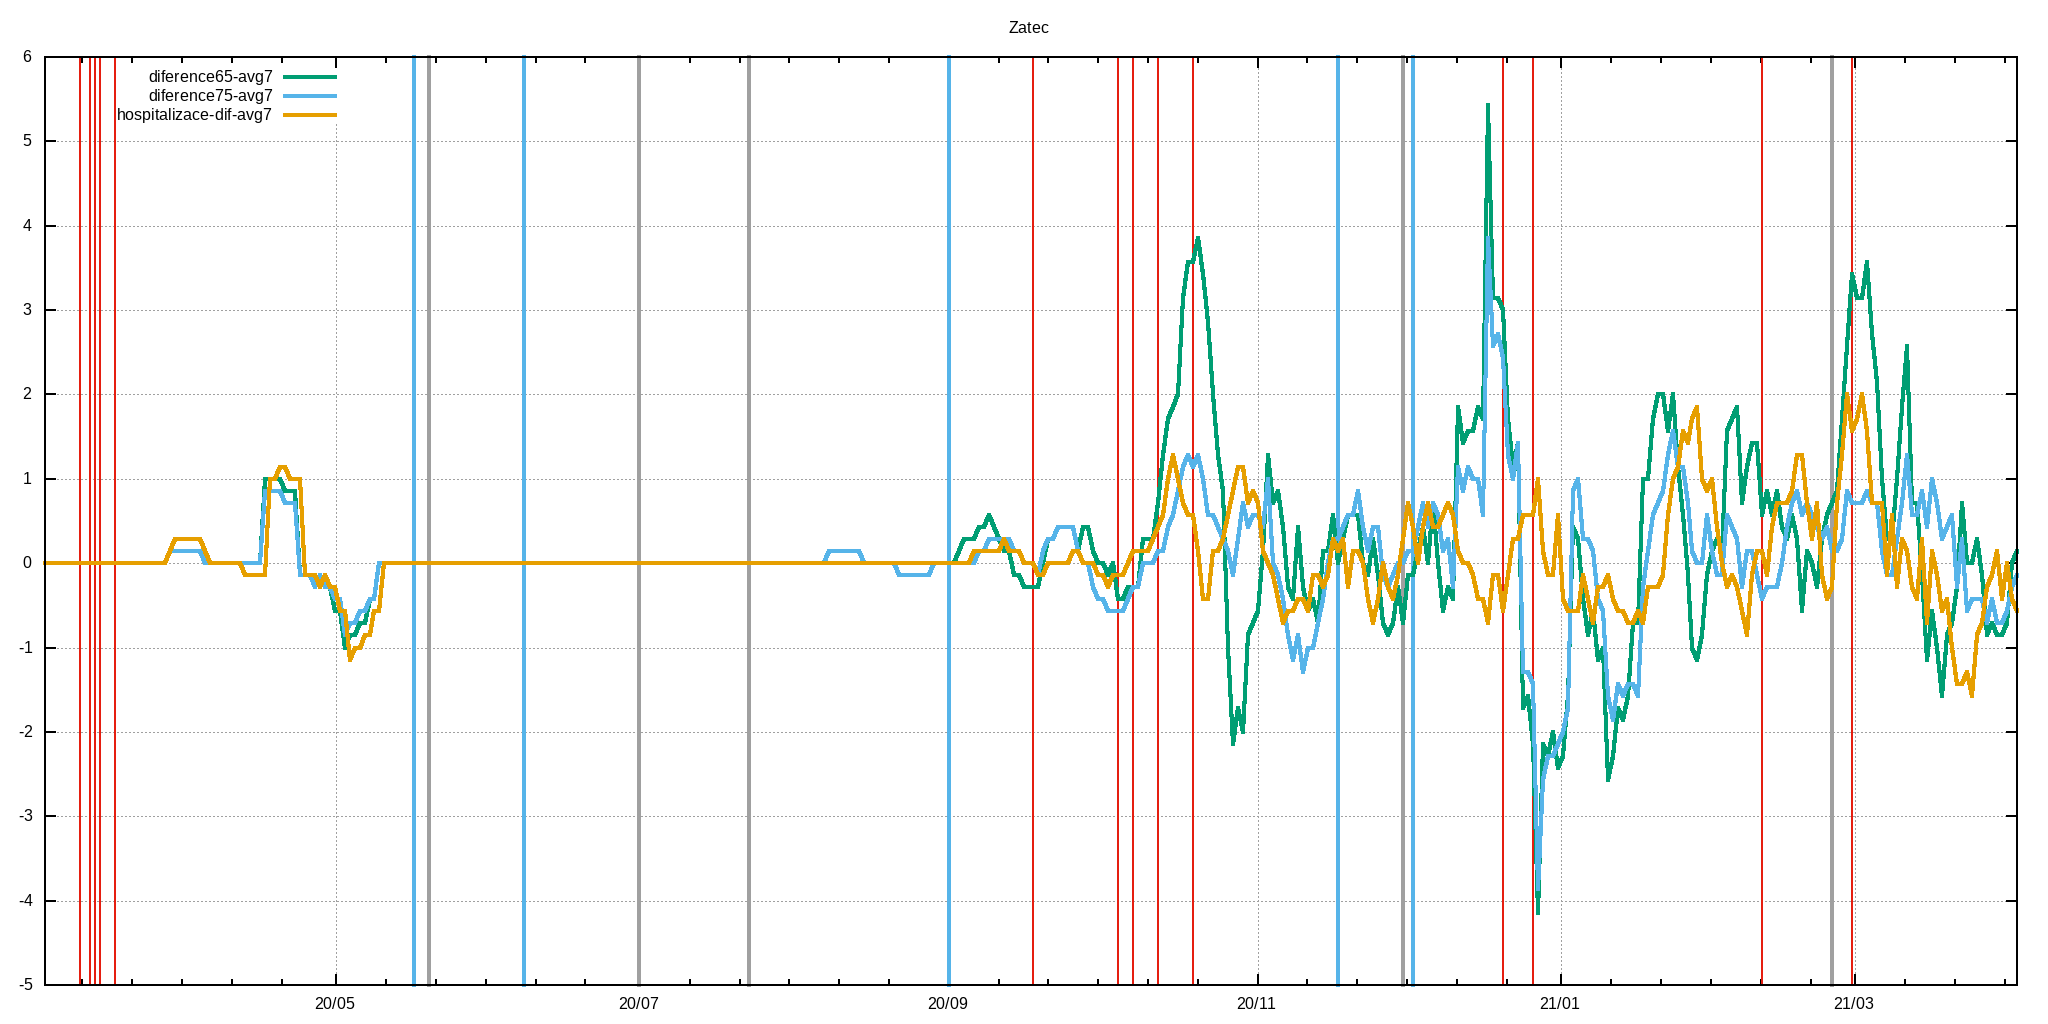 Zatec
6
diference65-avg7
diference75-avg7
hospitalizace-dif-avg7
5
4
3
2
1
0
-1
-2
-3
-4
-5
20/05 20/07 20/09 20/11 21/01 21/03